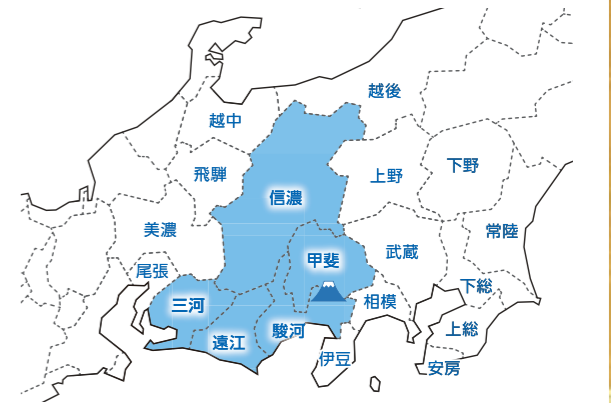 越後
越中
下野
飛騨
上野
信濃
美濃
常陸
武蔵
甲斐
尾張
下総
三河
相模
駿河
上総
遠江
伊豆
安房